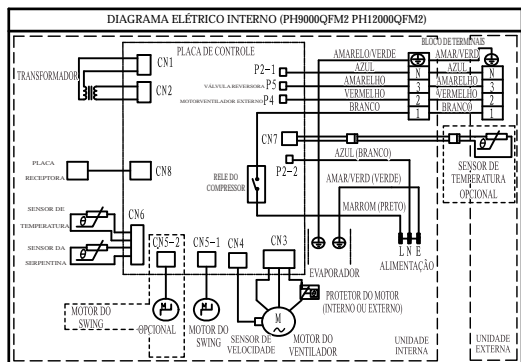 DIAGRAMA ELÉTRICO INTERNO (PH9000QFM2 PH12000QFM2)
PLACA DE CONTROLE
AMARELO/VERDE
BLOCO DE TERMINAIS
AMAR/VERD
TRANSFORMADOR
CN1
CN2
P2-1
AZUL
N
AZUL
N
VÁLVULA REVERSORA
P5
AMARELHO
3
AMARELHO
3
MOTORVENTILADOR EXTERNO
P4
VERMELHO
2
VERMELHO
2
BRANCO
1
BRANCO
1
CN7
SENSOR DE
TEMPERATURA
OPCIONAL
PLACA
RECEPTORA
CN8
P2-2
AZUL (BRANCO)
RELE DO
COMPRESSOR
AMAR/VERD (VERDE)
MARROM (PRETO)
SENSOR DE
TEMPERATURA
CN6
SENSOR DA
SERPENTINA
CN5-2
CN5-1
CN4
CN3
EVAPORADOR
L N E
ALIMENTAÇÃO
PROTETOR DO MOTOR
(INTERNO OU EXTERNO)
MOTOR DO
SWING
OPCIONAL
M
M
M
MOTOR DO
SWING
SENSOR DE
VELOCIDADE
MOTOR DO
VENTILADOR
UNIDADE
INTERNA
UNIDADE
EXTERNA